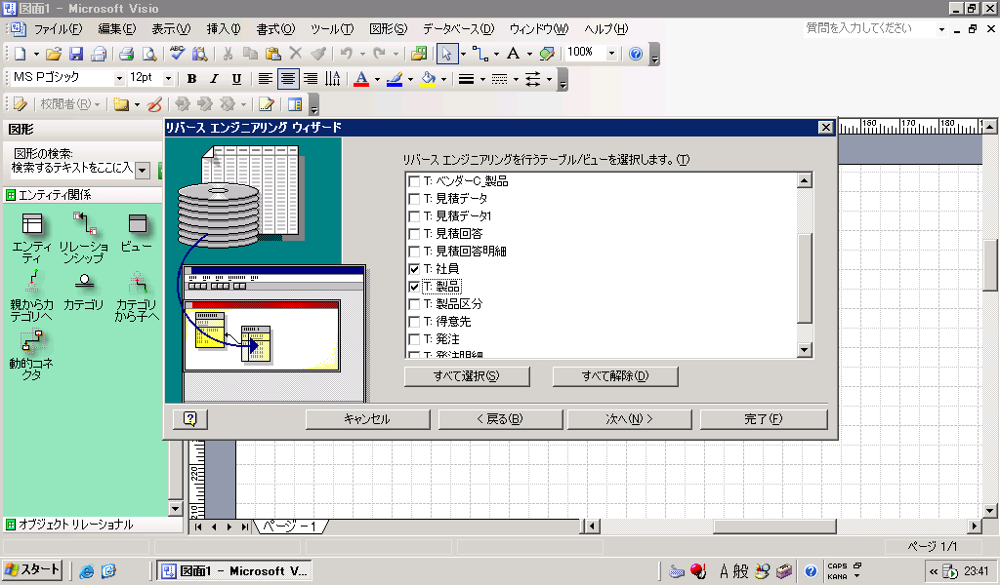 図面1 - Microsoft Visio
ファイル(F) 編集(E) 表示(V) 挿入(I) 書式(O) ツール(T) 図形(S) データベース(D) ウィンドウ(W) ヘルプ(H) 質問を入力してください
100%
MS Pゴシック 12pt B I U A
校閲者(R)
図形
図形の検索:
検索するテキストをここに入
エンティティ関係
エンティ
ティ
リレーショ
ンシップ
ビュー
親からカ
テゴリへ
カテゴリ
カテゴリ
から子へ
動的コネ
クタ
オブジェクト リレーショナル
リバース エンジニアリング ウィザード
リバース エンジニアリングを行うテーブル/ビューを選択します。(T)
T: ベンダーC_製品
T: 見積データ
T: 見積データ1
T: 見積回答
T: 見積回答明細
T: 社員
T: 製品
T: 製品区分
T: 得意先
T: 発注
T: 発注明細
すべて選択(S) すべて解除(D)
キャンセル < 戻る(B) 次へ(N) > 完了(F)
160 170 180
220
210
ページ - 1
ページ 1/1
スタート 図面1 - Microsoft V... A 般 CAPS KANA « 23:41